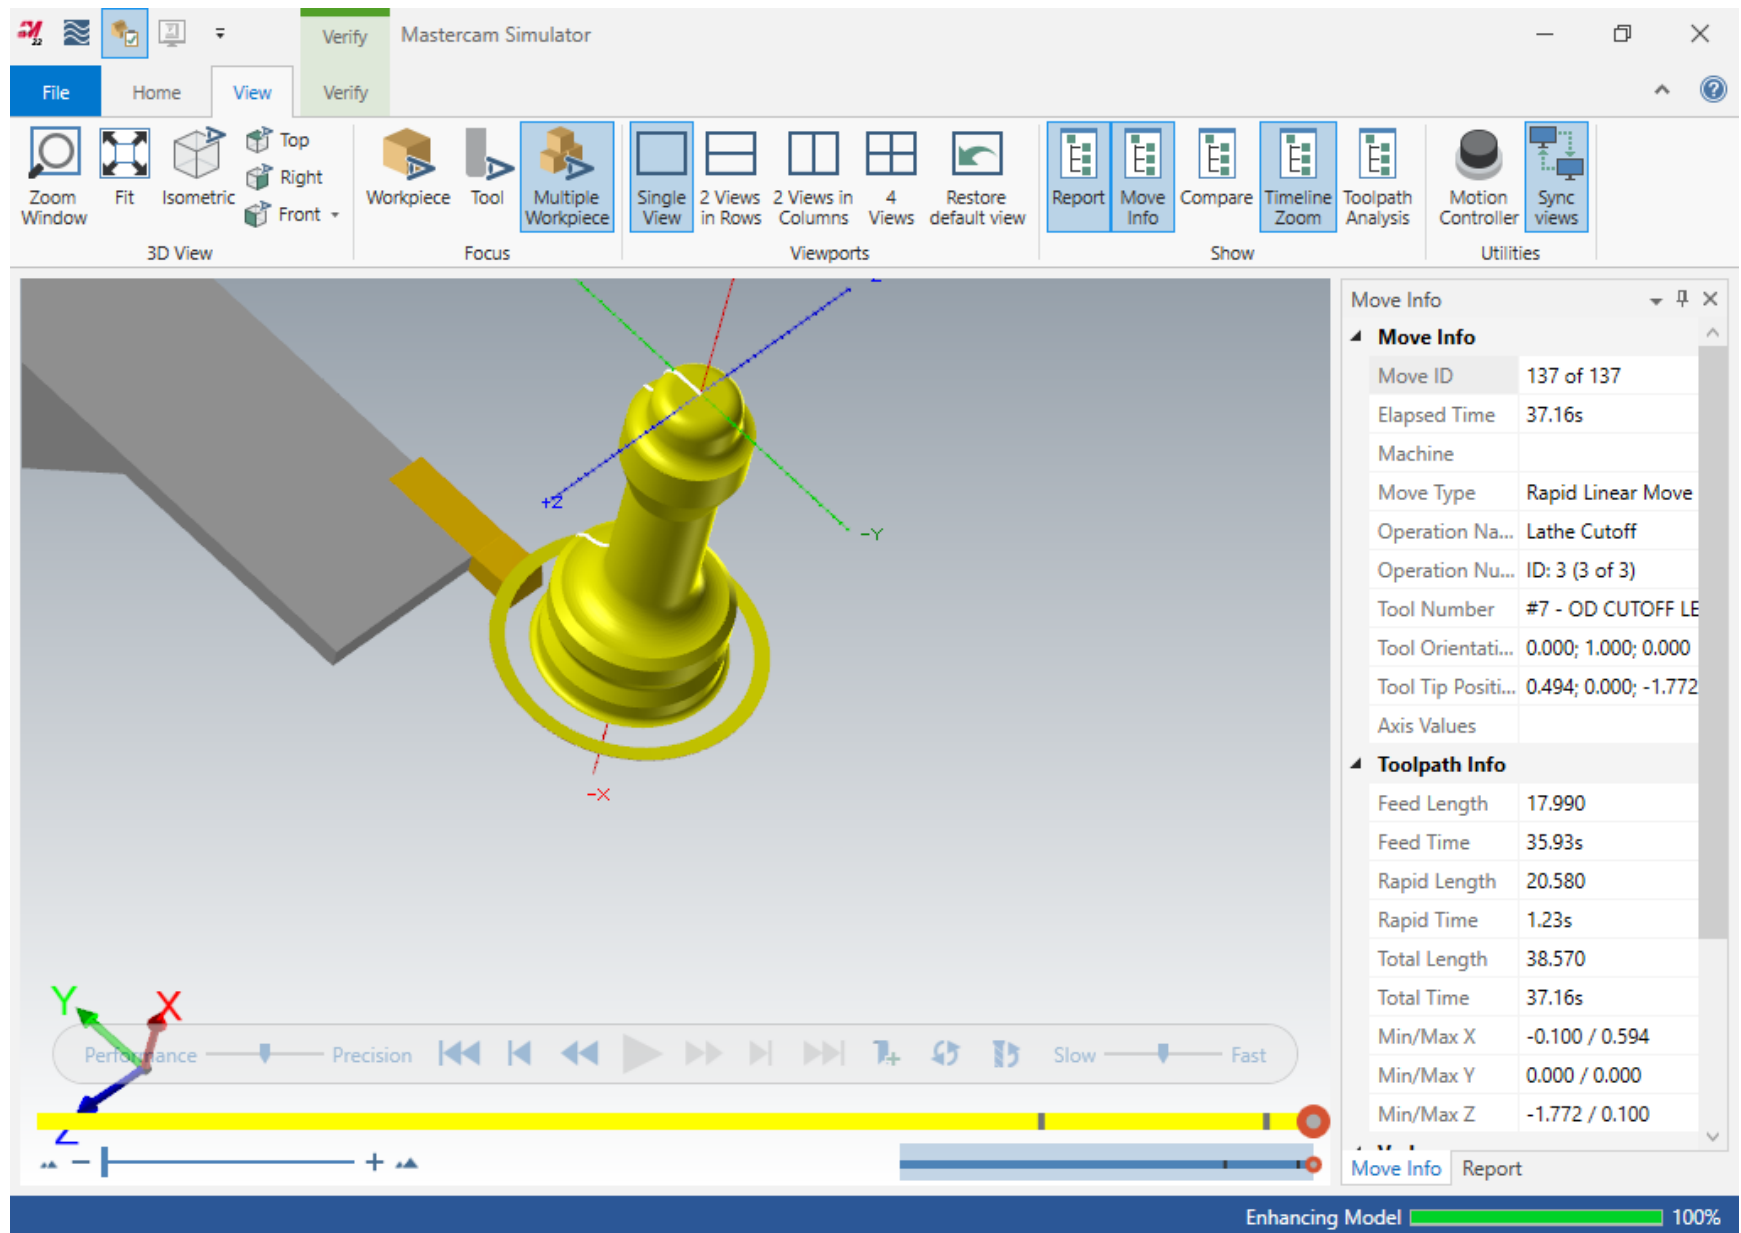 Verify
Mastercam Simulator
File
Home
View
Verify
Zoom Window
Fit
Isometric
Top
Right
Front
3D View
Workpiece
Tool
Multiple Workpiece
Focus
Single View
2 Views in Rows
2 Views in Columns
4 Views
Restore default view
Viewports
Report
Move Info
Compare
Timeline Zoom
Toolpath Analysis
Show
Motion Controller
Sync views
Utilities
+Z
-Y
-X
Y
X
Z
Performance
Precision
Slow
Fast
Move Info
Move Info
Move ID 137 of 137
Elapsed Time 37.16s
Machine
Move Type Rapid Linear Move
Operation Na... Lathe Cutoff
Operation Nu... ID: 3 (3 of 3)
Tool Number #7 - OD CUTOFF LE
Tool Orientati... 0.000; 1.000; 0.000
Tool Tip Positi... 0.494; 0.000; -1.772
Axis Values
Toolpath Info
Feed Length 17.990
Feed Time 35.93s
Rapid Length 20.580
Rapid Time 1.23s
Total Length 38.570
Total Time 37.16s
Min/Max X -0.100 / 0.594
Min/Max Y 0.000 / 0.000
Min/Max Z -1.772 / 0.100
Move Info
Report
Enhancing Model 100%